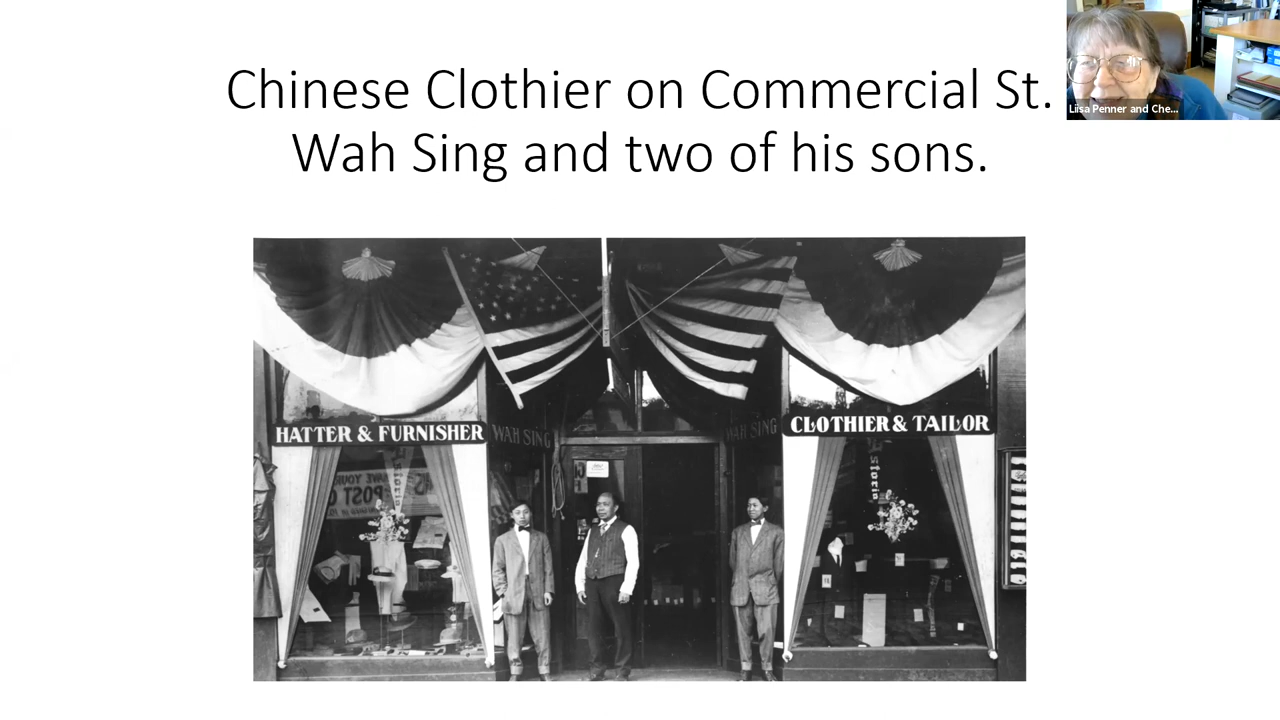 Chinese Clothier on Commercial St.
Wah Sing and two of his sons.
Liisa Penner and Che...
HATTER & FURNISHER
WAH SING
WAH SING
CLOTHIER & TAILOR